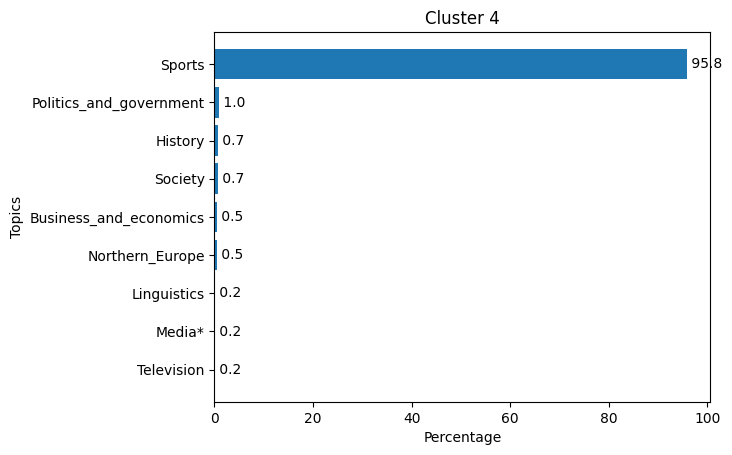 Cluster 4
Sports 95.8
Politics_and_government 1.0
History 0.7
Society 0.7
Business_and_economics 0.5
Northern_Europe 0.5
Linguistics 0.2
Media* 0.2
Television 0.2
Topics
0 20 40 60 80 100
Percentage